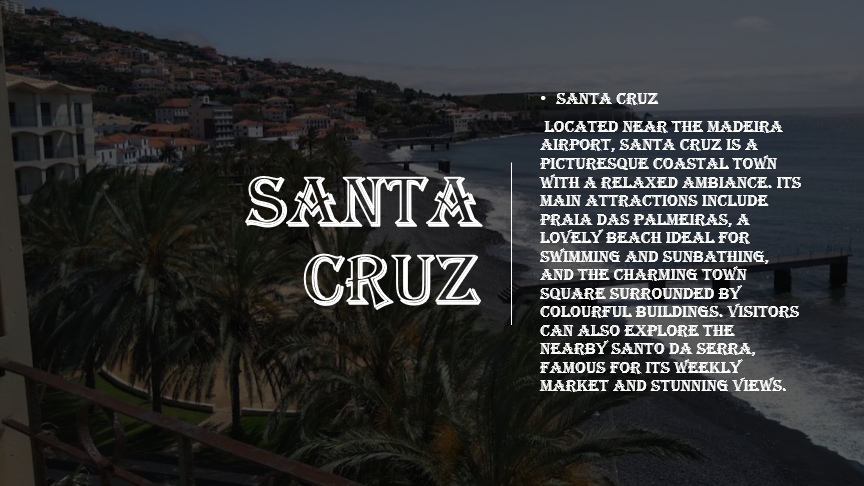 SANTA
CRUZ
• SANTA CRUZ
LOCATED NEAR THE MADEIRA
AIRPORT, SANTA CRUZ IS A
PICTURESQUE COASTAL TOWN
WITH A RELAXED AMBIANCE. ITS
MAIN ATTRACTIONS INCLUDE
PRAIA DAS PALMEIRAS, A
LOVELY BEACH IDEAL FOR
SWIMMING AND SUNBATHING,
AND THE CHARMING TOWN
SQUARE SURROUNDED BY
COLOURFUL BUILDINGS. VISITORS
CAN ALSO EXPLORE THE
NEARBY SANTO DA SERRA,
FAMOUS FOR ITS WEEKLY
MARKET AND STUNNING VIEWS.